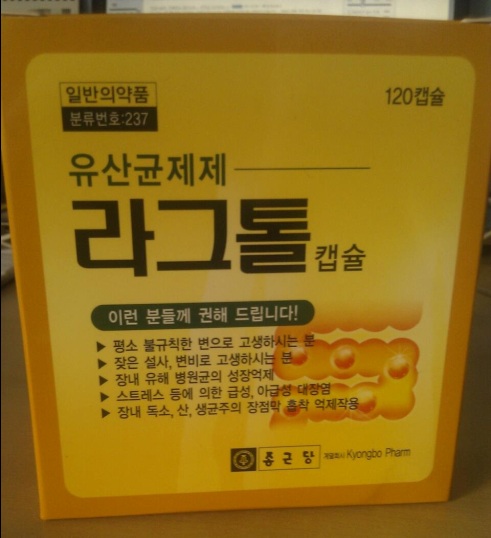 일반의약품
120캡슐
분류번호:237
유산균제제
라그톨 캡슐
이런 분들께 권해 드립니다!
▶ 평소 불규칙한 변으로 고생하시는 분
▶ 잦은 설사, 변비로 고생하시는 분
▶ 장내 유해 병원균의 성장억제
▶ 스트레스 등에 의한 급성, 아급성 대장염
▶ 장내 독소, 산, 생균주의 장점막 흡착 억제작용
종근당 Kyongbo Pharm